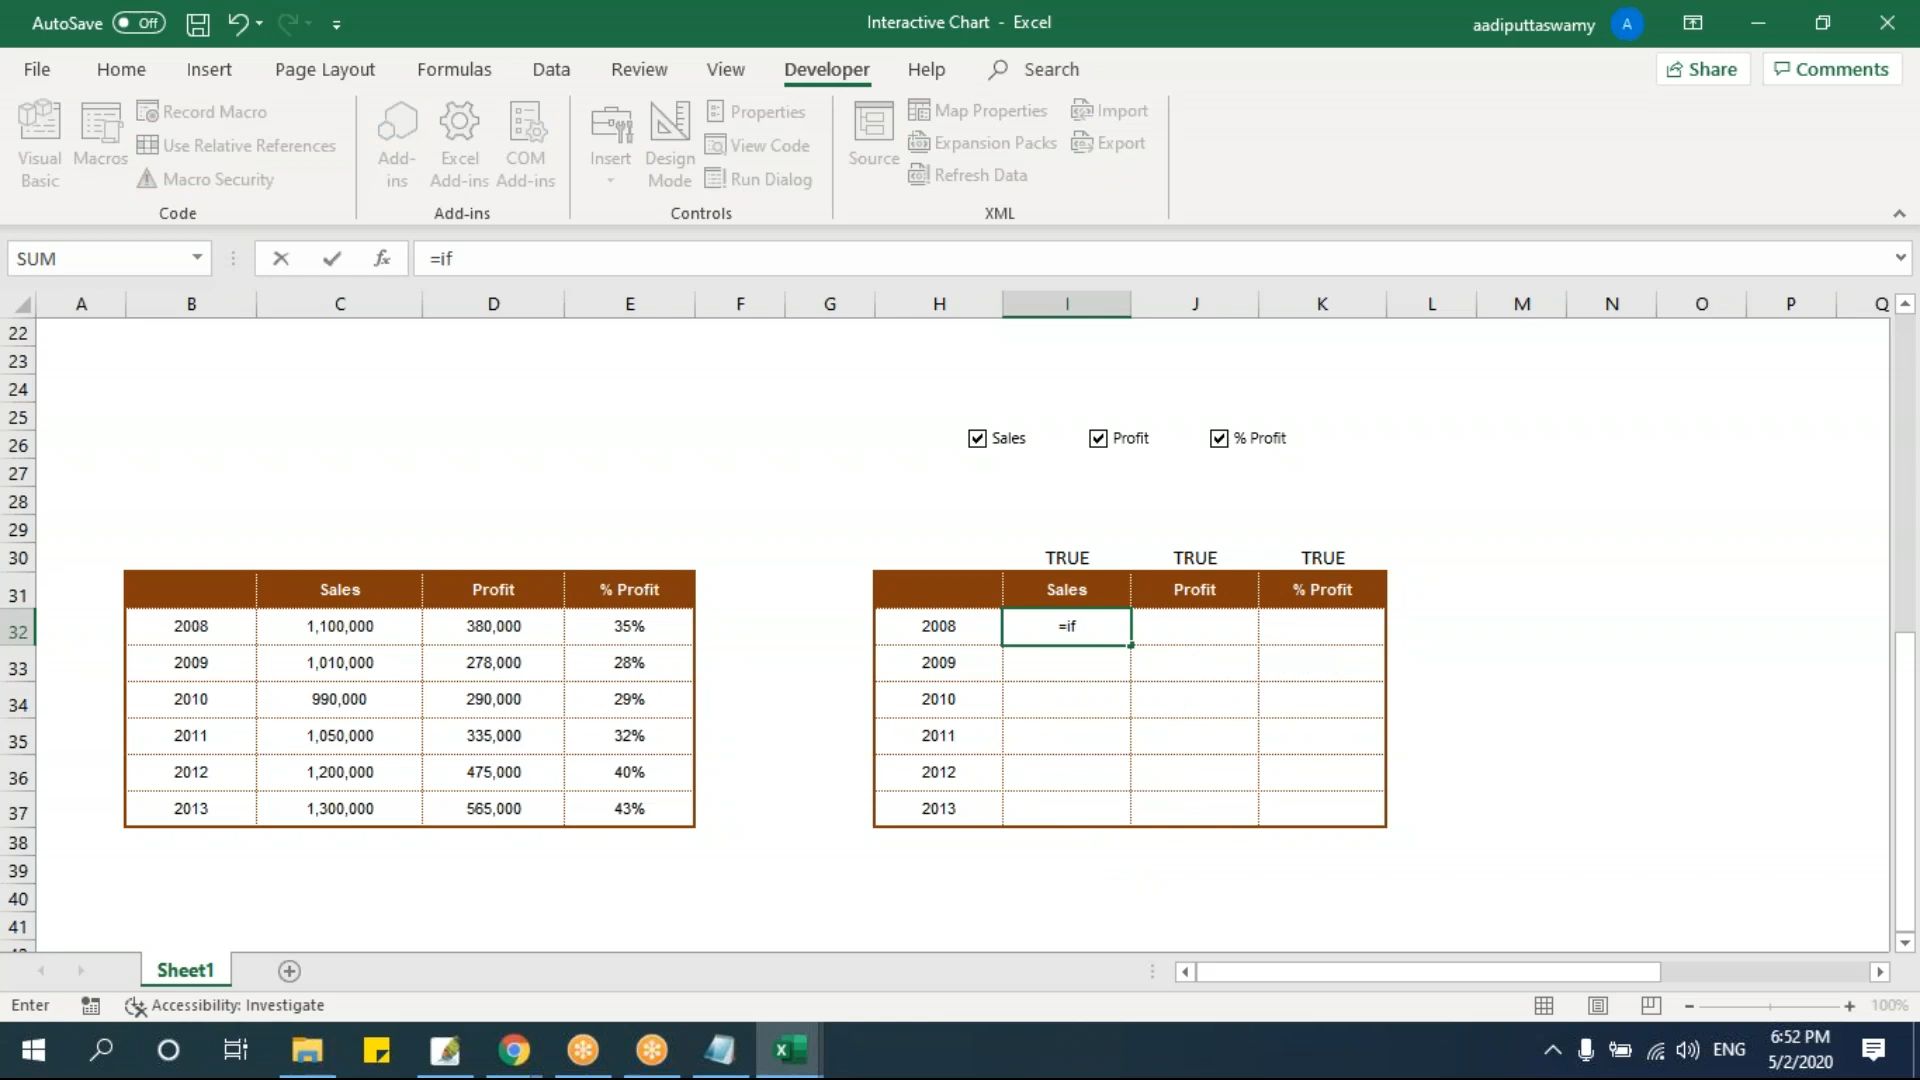 AutoSave Off
Interactive Chart - Excel
aadiputtaswamy A
File Home Insert Page Layout Formulas Data Review View Developer Help Search
Share Comments
Visual Basic
Macros
Record Macro
Use Relative References
Macro Security
Code
Add-ins
Excel Add-ins
COM Add-ins
Add-ins
Insert
Design Mode
Properties
View Code
Run Dialog
Controls
Source
Map Properties
Expansion Packs
Refresh Data
Import
Export
XML
SUM
fx
=if
A B C D E F G H I J K L M N O P Q
22
23
24
25
26 Sales Profit % Profit
27
28
29
30 TRUE TRUE TRUE
31 Sales Profit % Profit Sales Profit % Profit
32 2008 1,100,000 380,000 35% 2008 =if
33 2009 1,010,000 278,000 28% 2009
34 2010 990,000 290,000 29% 2010
35 2011 1,050,000 335,000 32% 2011
36 2012 1,200,000 475,000 40% 2012
37 2013 1,300,000 565,000 43% 2013
38
39
40
41
Sheet1
Enter Accessibility: Investigate 100%
ENG
6:52 PM
5/2/2020